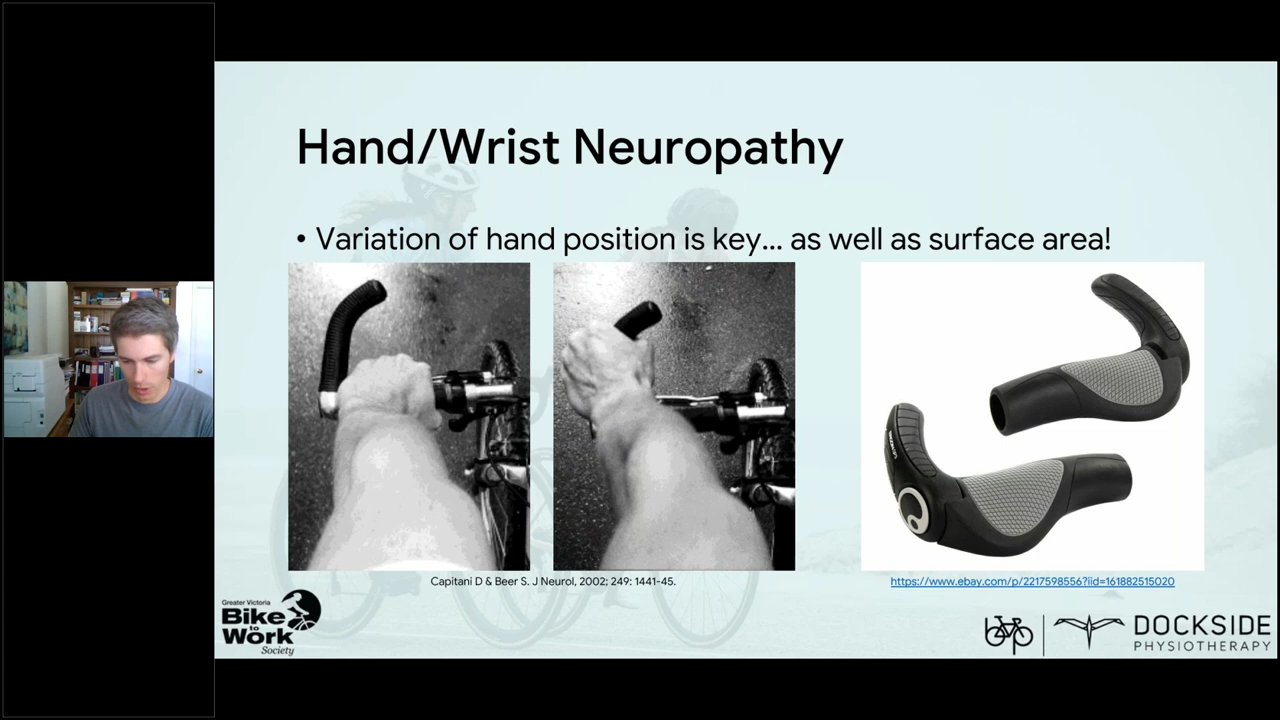 Hand/Wrist Neuropathy
• Variation of hand position is key... as well as surface area!
Capitani D & Beer S. J Neurol, 2002; 249: 1441-45.
https://www.ebay.com/p/2217598556?iid=161882515020
Greater Victoria
Bike
to
Work
Society
DOCKSIDE
PHYSIOTHERAPY